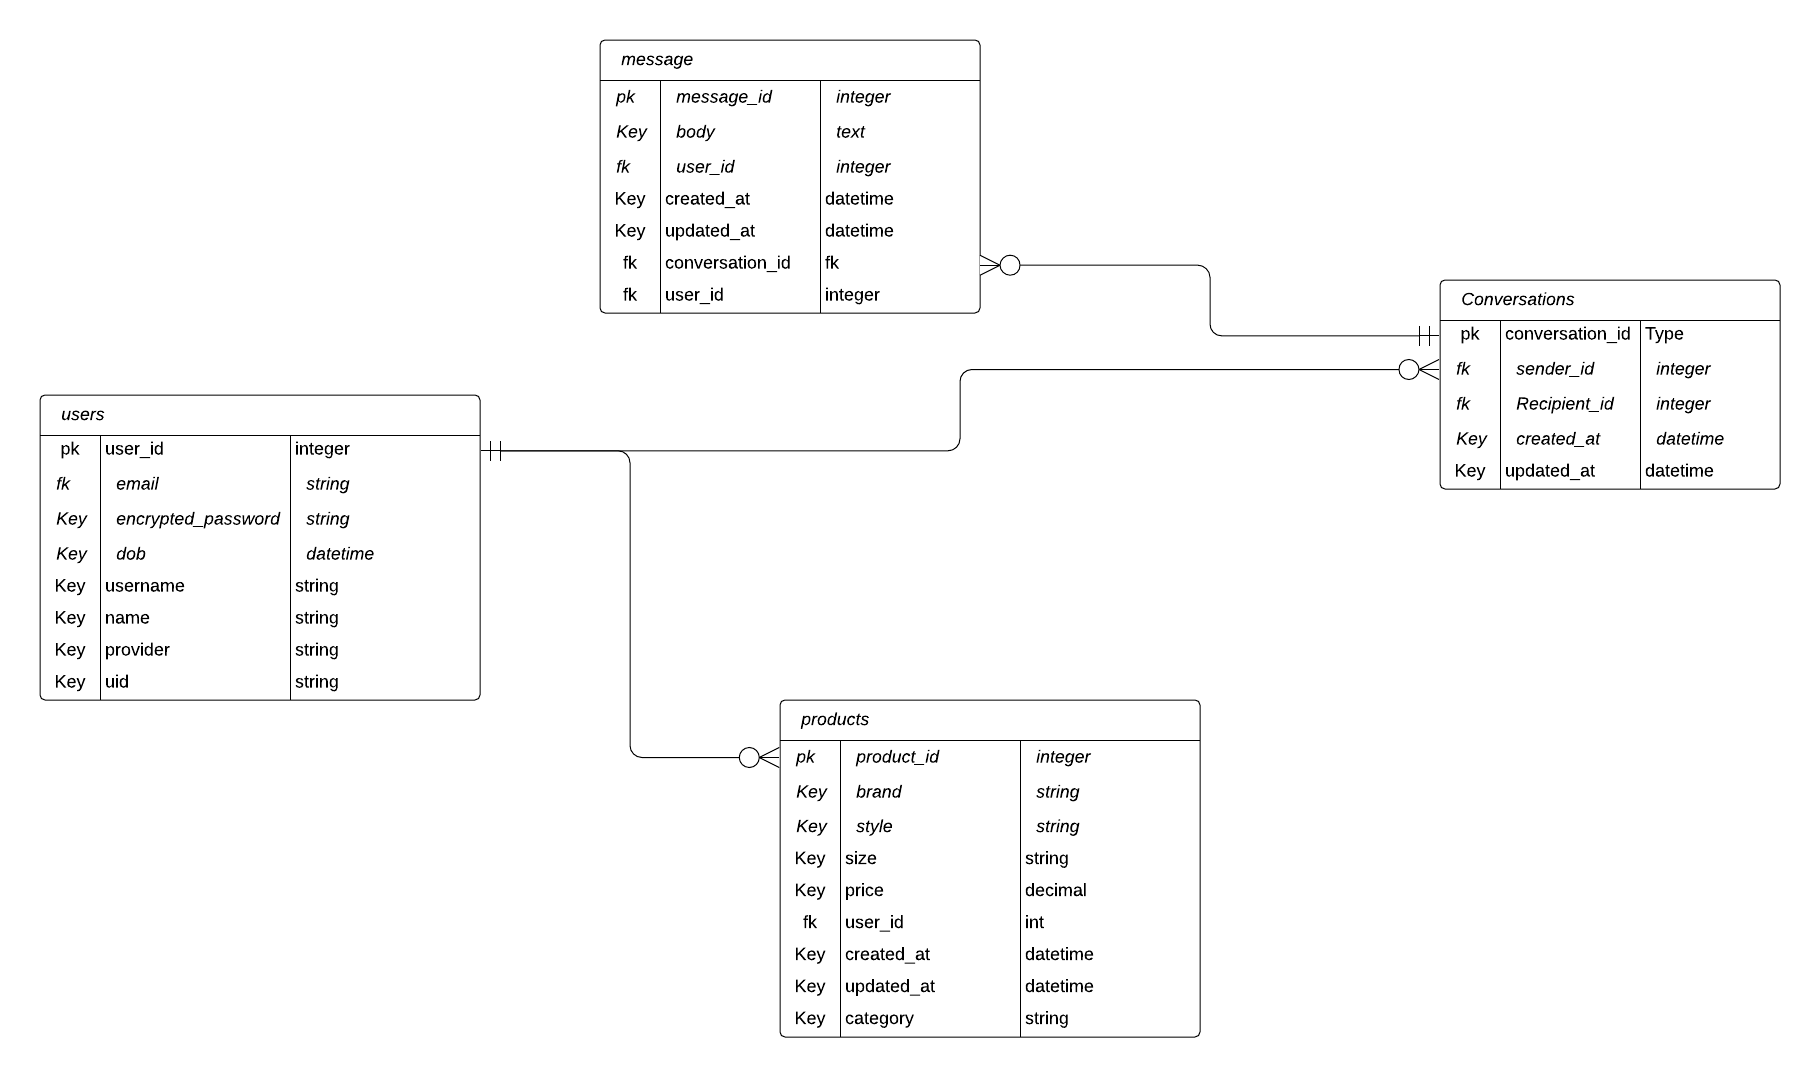 message
pk message_id integer
Key body text
fk user_id integer
Key created_at datetime
Key updated_at datetime
fk conversation_id fk
fk user_id integer
Conversations
pk conversation_id Type
fk sender_id integer
fk Recipient_id integer
Key created_at datetime
Key updated_at datetime
users
pk user_id integer
fk email string
Key encrypted_password string
Key dob datetime
Key username string
Key name string
Key provider string
Key uid string
products
pk product_id integer
Key brand string
Key style string
Key size string
Key price decimal
fk user_id int
Key created_at datetime
Key updated_at datetime
Key category string